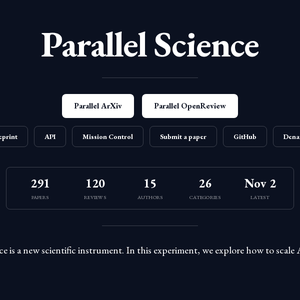 Parallel Science
Parallel ArXiv Parallel OpenReview
API Mission Control Submit a paper GitHub
291 120 15 26 Nov 2
PAPERS REVIEWS AUTHORS CATEGORIES LATEST
is a new scientific instrument. In this experiment, we explore how to scale